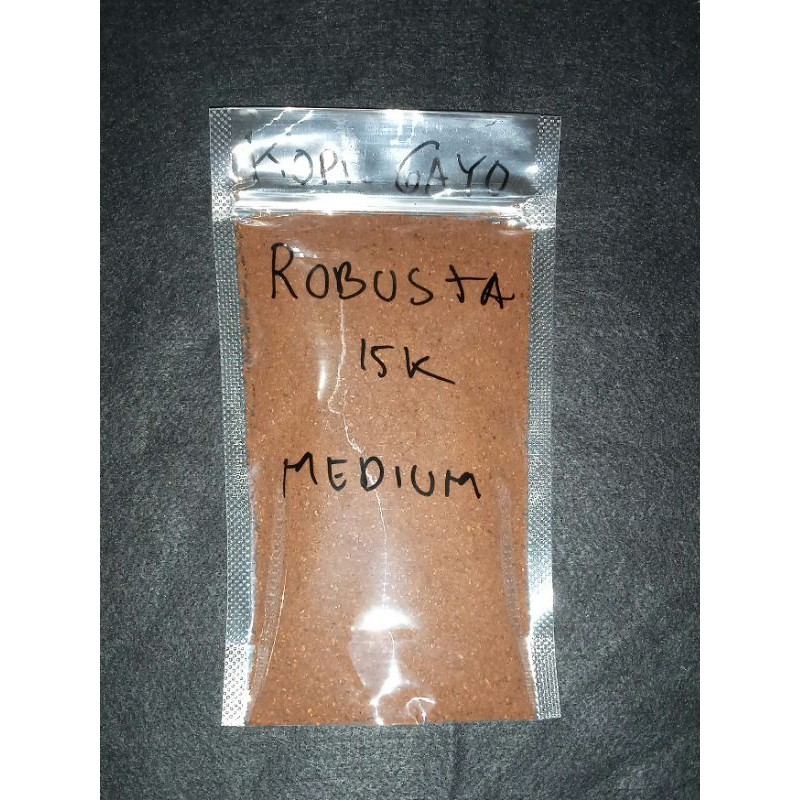 KOPI GAYO
ROBUSTA
15K
MEDIUM